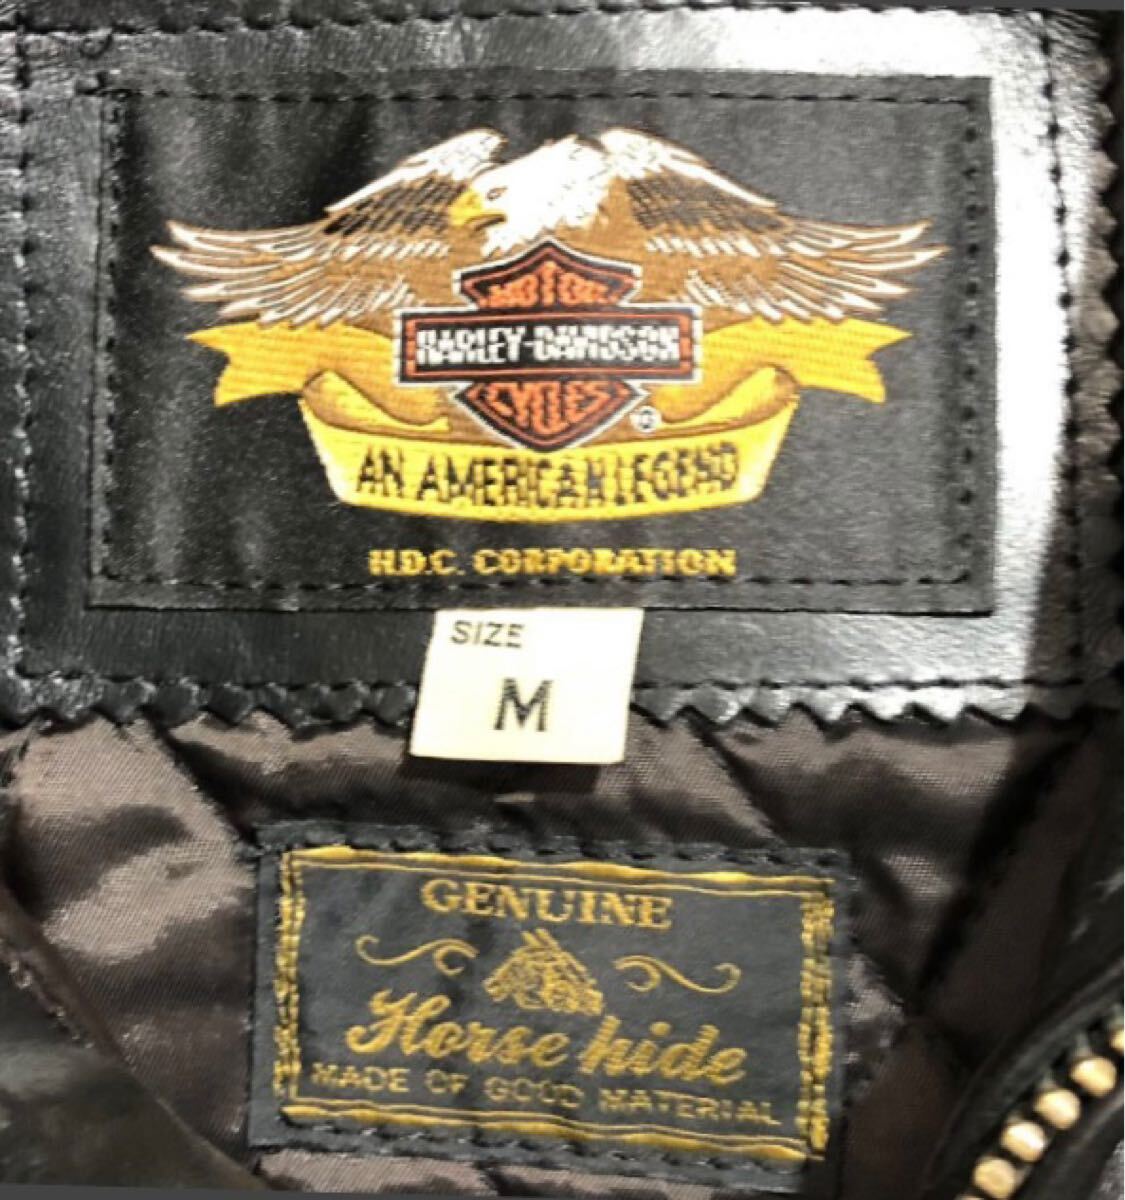 MOTOR
HARLEY-DAVIDSON
CYCLES
®
AN AMERICAN LEGEND
H.D.C. CORPORATION
SIZE
M
GENUINE
Horse hide
MADE OF GOOD MATERIAL